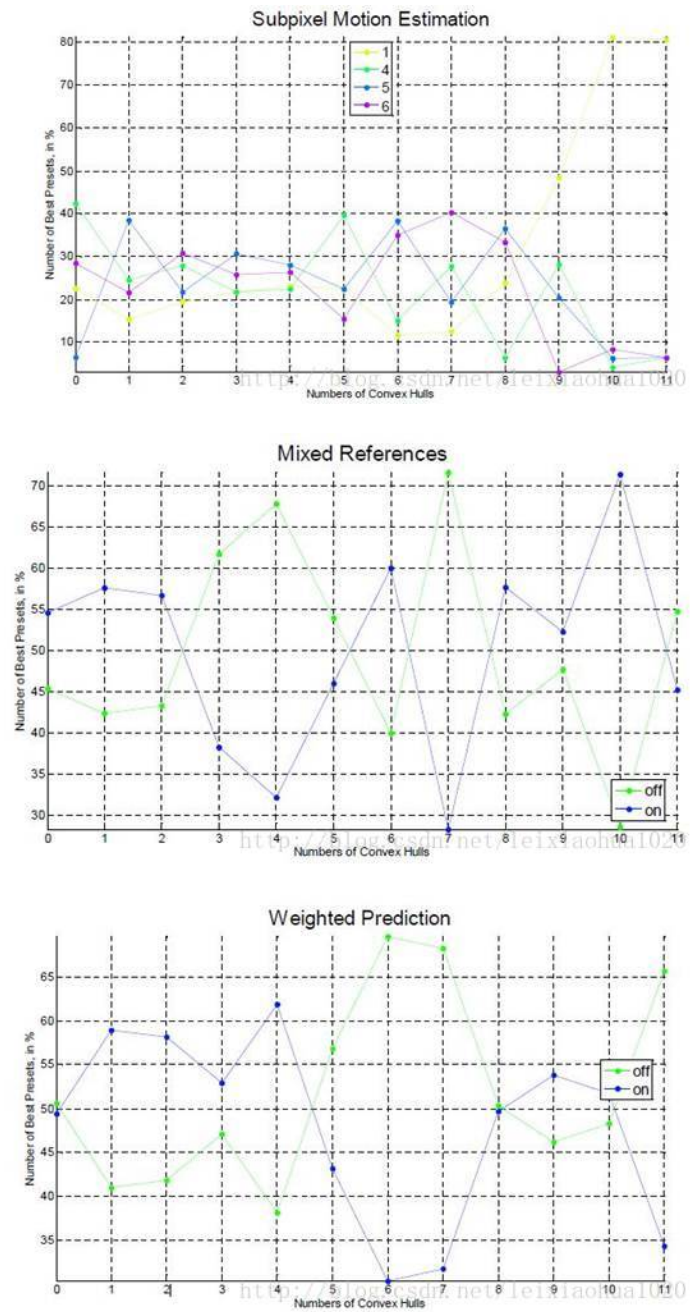 Subpixel Motion Estimation
Number of Best Presets, in %
80
70
60
50
40
30
20
10
1
4
5
6
0 1 2 3 4 5 6 7 8 9 10 11
http://blog.csdn.net/leixiaohua1020
Numbers of Convex Hulls
Mixed References
Number of Best Presets, in %
70
65
60
55
50
45
40
35
30
off
on
0 1 2 3 4 5 6 7 8 9 10 11
http://blog.csdn.net/leixiaohua1020
Numbers of Convex Hulls
Weighted Prediction
Number of Best Presets, in %
65
60
55
50
45
40
35
off
on
0 1 2 3 4 5 6 7 8 9 10 11
http://blog.csdn.net/leixiaohua1020
Numbers of Convex Hulls